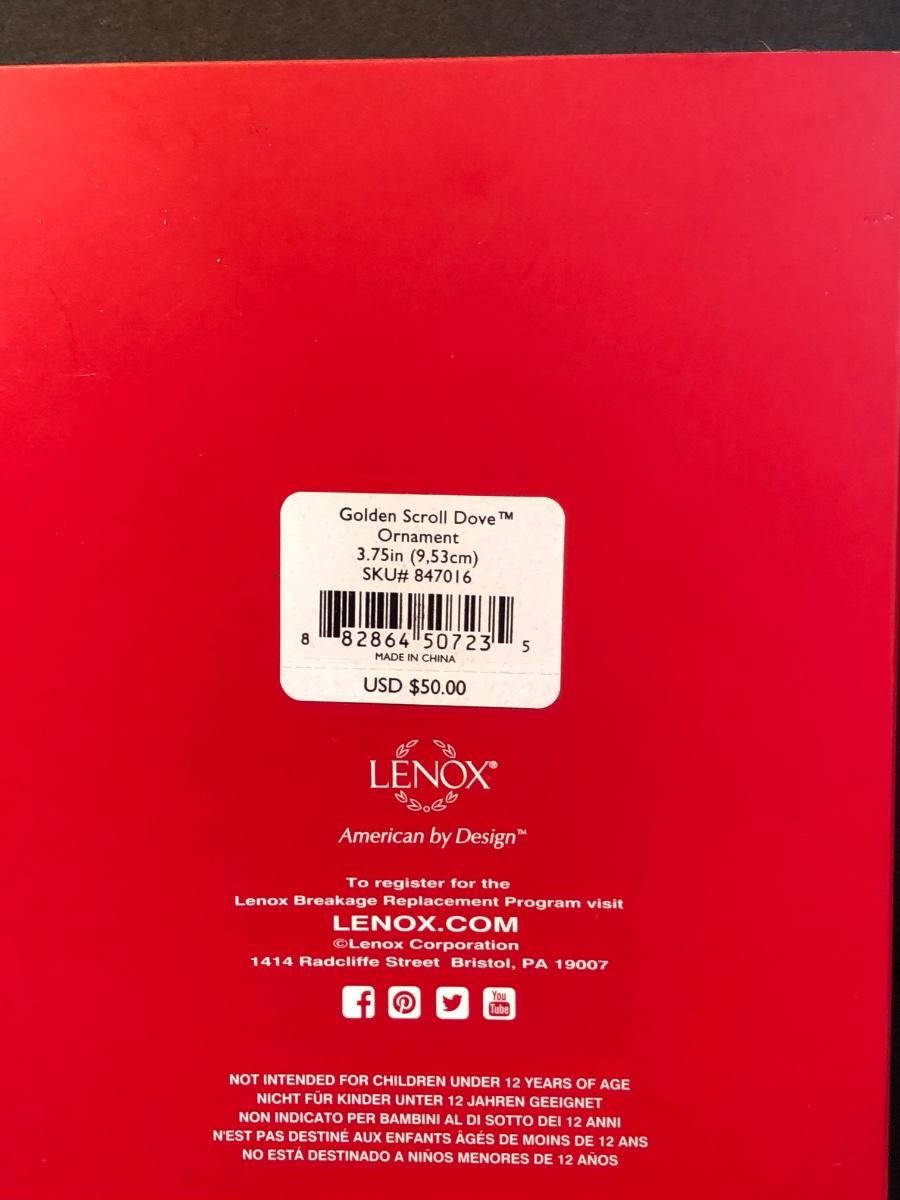 Golden Scroll Dove™
Ornament
3.75in (9,53cm)
SKU# 847016
8 82864 50723 5
MADE IN CHINA
USD $50.00
LENOX®
American by Design™
To register for the
Lenox Breakage Replacement Program visit
LENOX.COM
©Lenox Corporation
1414 Radcliffe Street Bristol, PA 19007
You
Tube
NOT INTENDED FOR CHILDREN UNDER 12 YEARS OF AGE
NICHT FÜR KINDER UNTER 12 JAHREN GEEIGNET
NON INDICATO PER BAMBINI AL DI SOTTO DEI 12 ANNI
N'EST PAS DESTINÉ AUX ENFANTS ÂGÉS DE MOINS DE 12 ANS
NO ESTÁ DESTINADO A NIÑOS MENORES DE 12 AÑOS